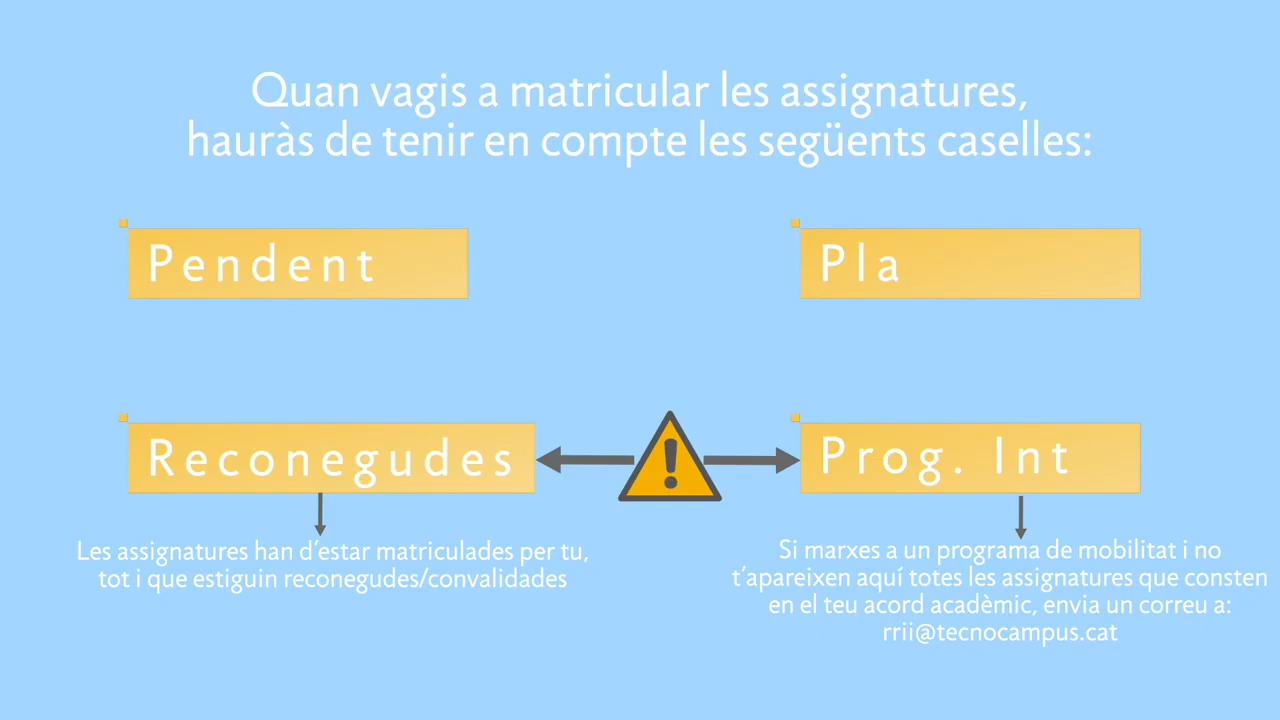 Quan vagis a matricular les assignatures,
hauràs de tenir en compte les següents caselles:
Pendent
Pla
Reconegudes
Prog. Int
Les assignatures han d'estar matriculades per tu,
tot i que estiguin reconegudes/convalidades
Si marxes a un programa de mobilitat i no
t'apareixen aquí totes les assignatures que consten
en el teu acord acadèmic, envia un correu a:
rrii@tecnocampus.cat